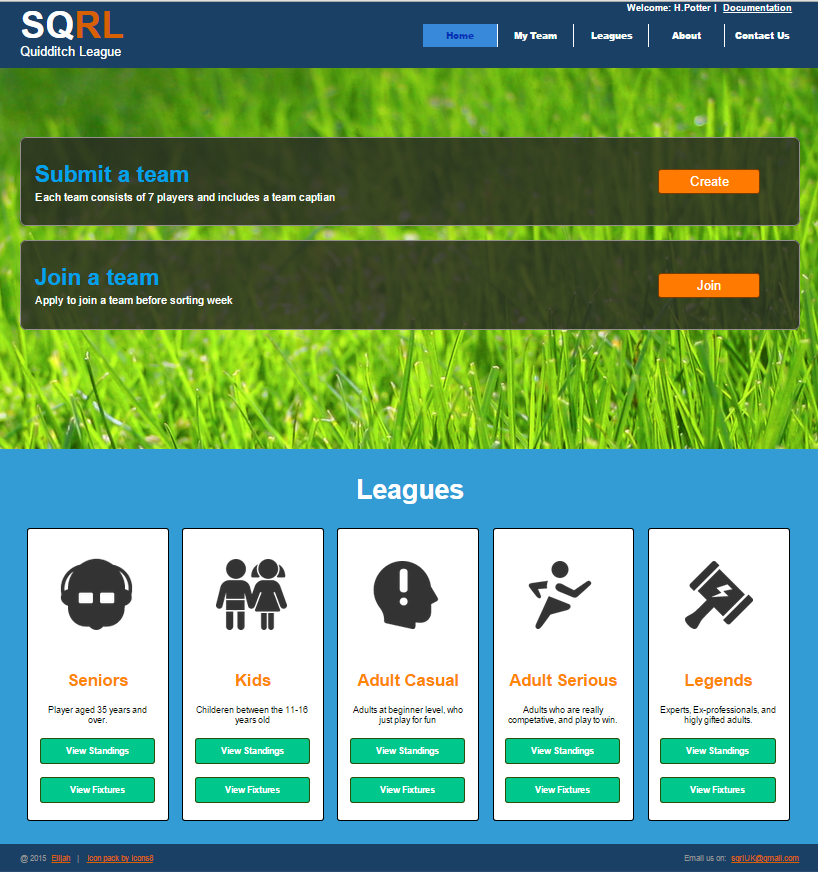 Welcome: H.Potter | Documentation
SQRL
Quidditch League
Home
My Team
Leagues
About
Contact Us
Submit a team
Each team consists of 7 players and includes a team captian
Create
Join a team
Apply to join a team before sorting week
Join
Leagues
Seniors
Player aged 35 years and
over.
View Standings
View Fixtures
Kids
Childeren between the 11-16
years old
View Standings
View Fixtures
Adult Casual
Adults at beginner level, who
just play for fun
View Standings
View Fixtures
Adult Serious
Adults who are really
competative, and play to win.
View Standings
View Fixtures
Legends
Experts, Ex-professionals, and
higly gifted adults.
View Standings
View Fixtures
@ 2015 Elijah | Icon pack by Icons8
Email us on: sqrlUK@gmail.com